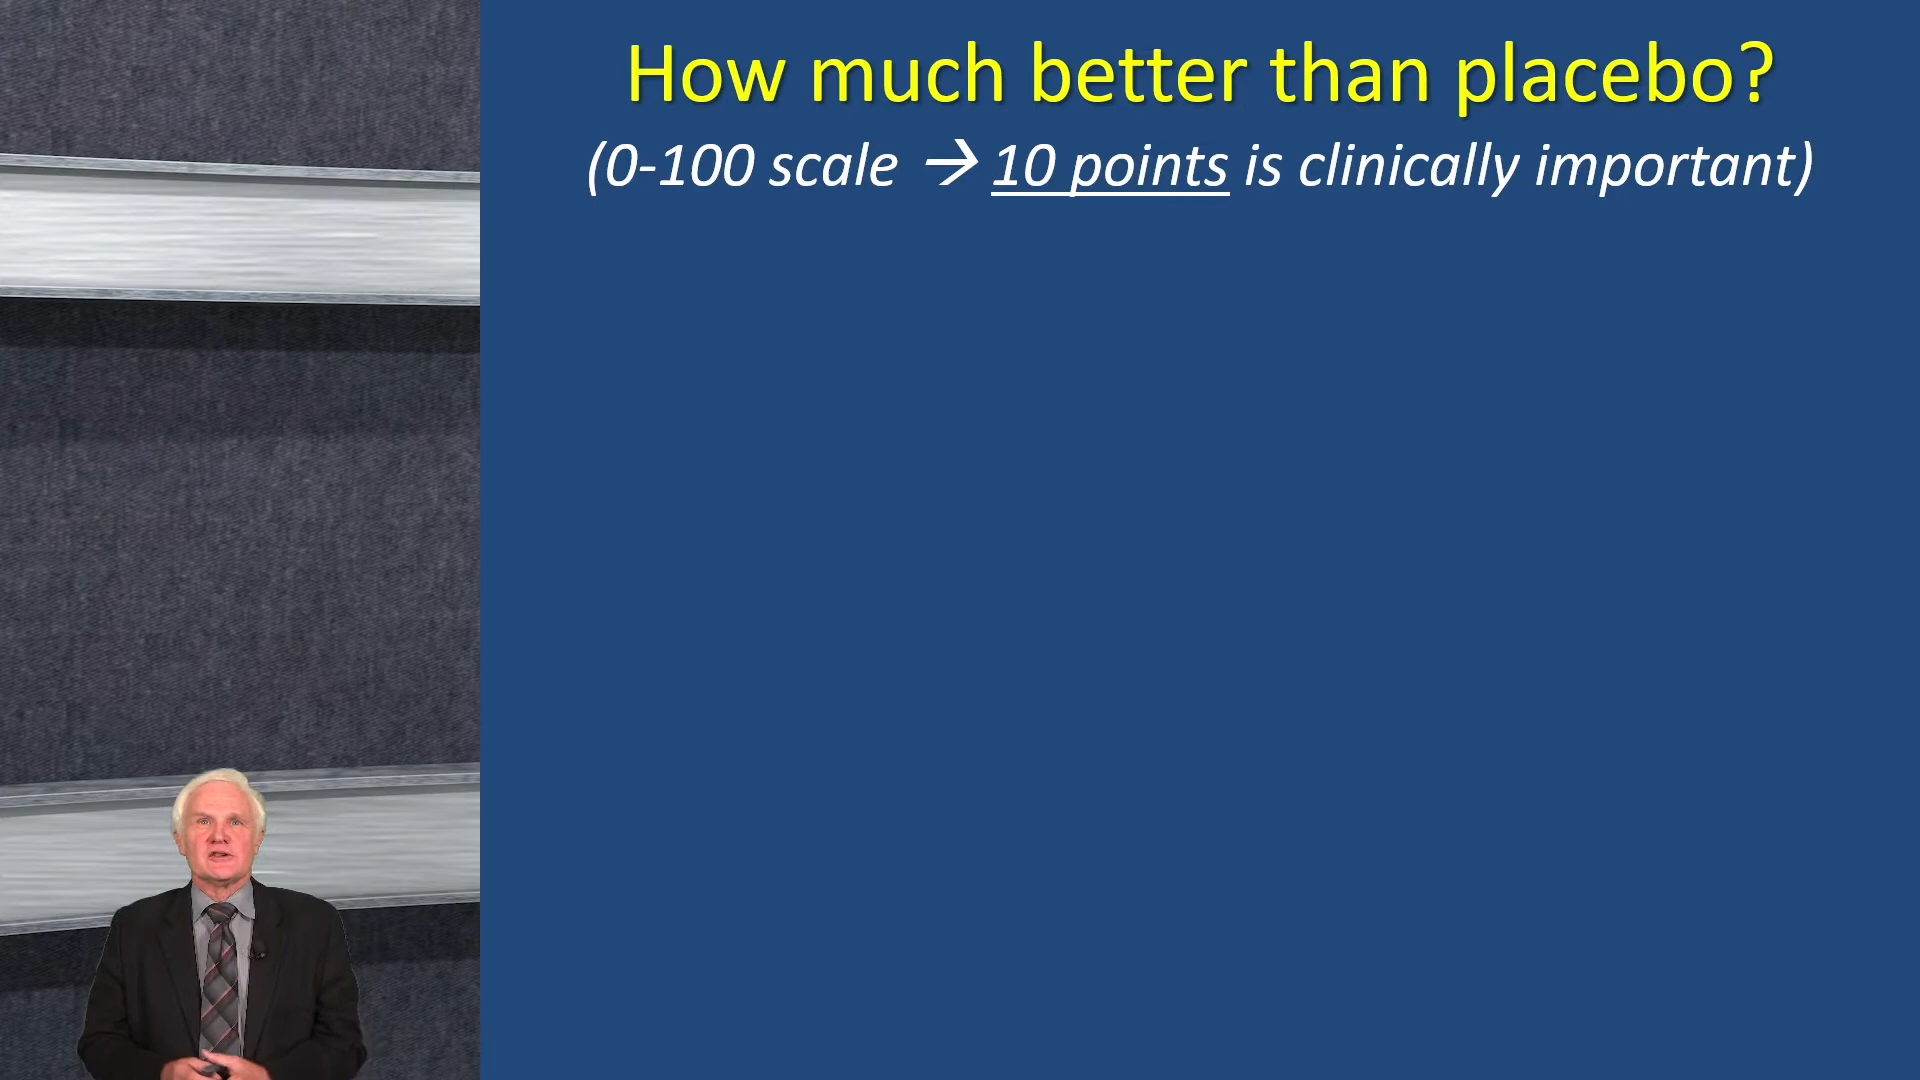 How much better than placebo?
(0-100 scale → 10 points is clinically important)